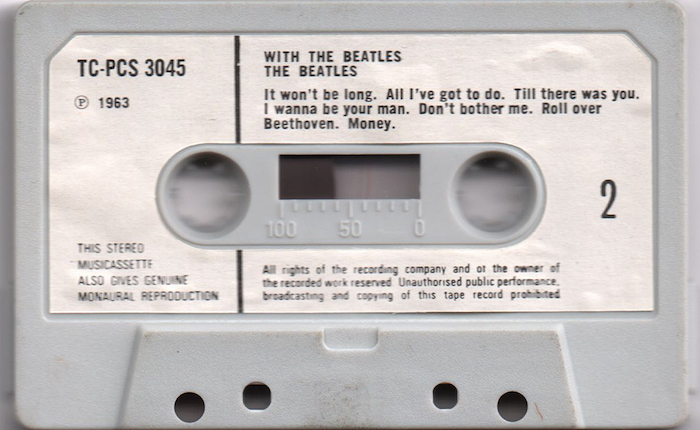 TC-PCS 3045
Ⓟ 1963
WITH THE BEATLES
THE BEATLES
It won't be long. All I've got to do. Till there was you.
I wanna be your man. Don't bother me. Roll over
Beethoven. Money.
100 50 0
2
THIS STEREO
MUSICASSETTE
ALSO GIVES GENUINE
MONAURAL REPRODUCTION
All rights of the recording company and of the owner of
the recorded work reserved. Unauthorised public performance,
broadcasting and copying of this tape record prohibited